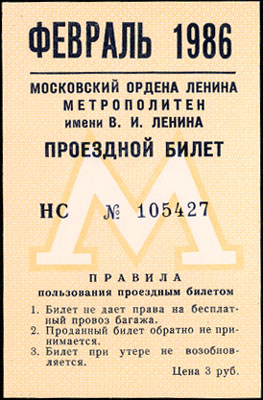 ФЕВРАЛЬ 1986
МОСКОВСКИЙ ОРДЕНА ЛЕНИНА
МЕТРОПОЛИТЕН
имени В. И. ЛЕНИНА
ПРОЕЗДНОЙ БИЛЕТ
М
НС № 105427
ПРАВИЛА
пользования проездным билетом
1. Билет не дает права на бесплат-
ный провоз багажа.
2. Проданный билет обратно не при-
нимается.
3. Билет при утере не возобнов-
ляется.
Цена 3 руб.